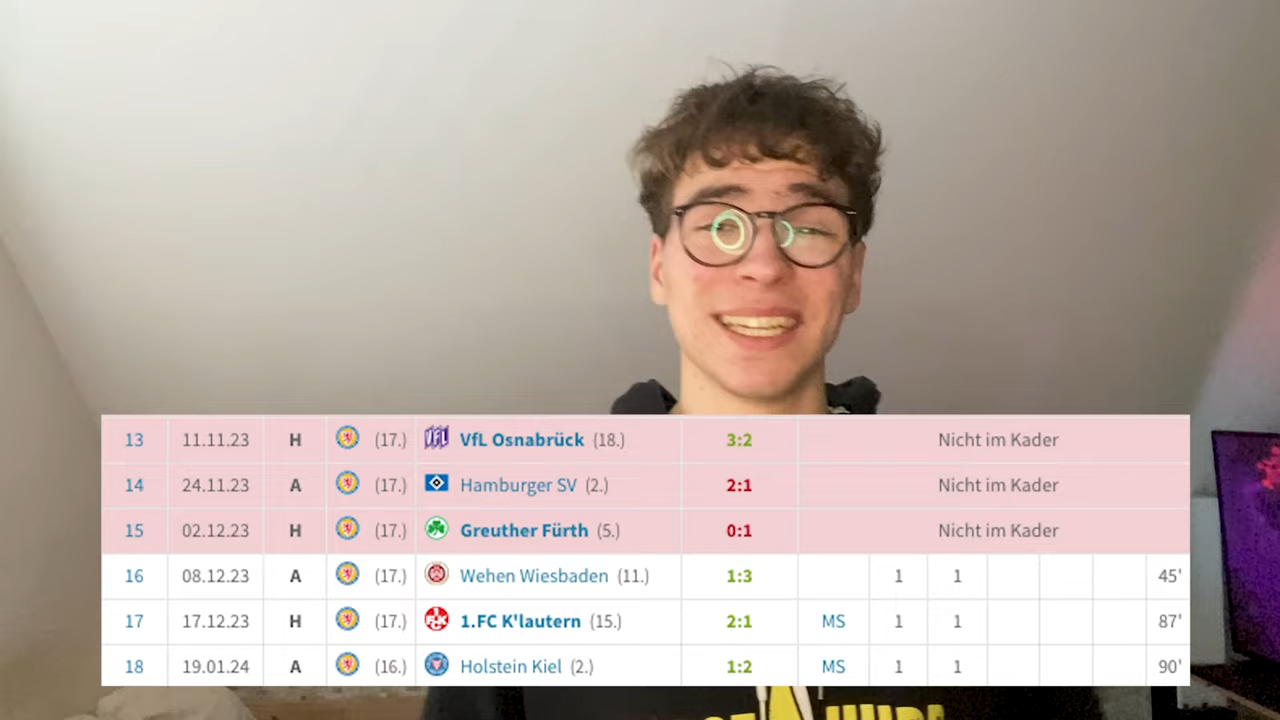 13 11.11.23 H (17.) VfL VfL Osnabrück (18.) 3:2 Nicht im Kader
14 24.11.23 A (17.) Hamburger SV (2.) 2:1 Nicht im Kader
15 02.12.23 H (17.) Greuther Fürth (5.) 0:1 Nicht im Kader
16 08.12.23 A (17.) Wehen Wiesbaden (11.) 1:3 1 1 45'
17 17.12.23 H (17.) 1.FC K'lautern (15.) 2:1 MS 1 1 87'
18 19.01.24 A (16.) Holstein Kiel (2.) 1:2 MS 1 1 90'